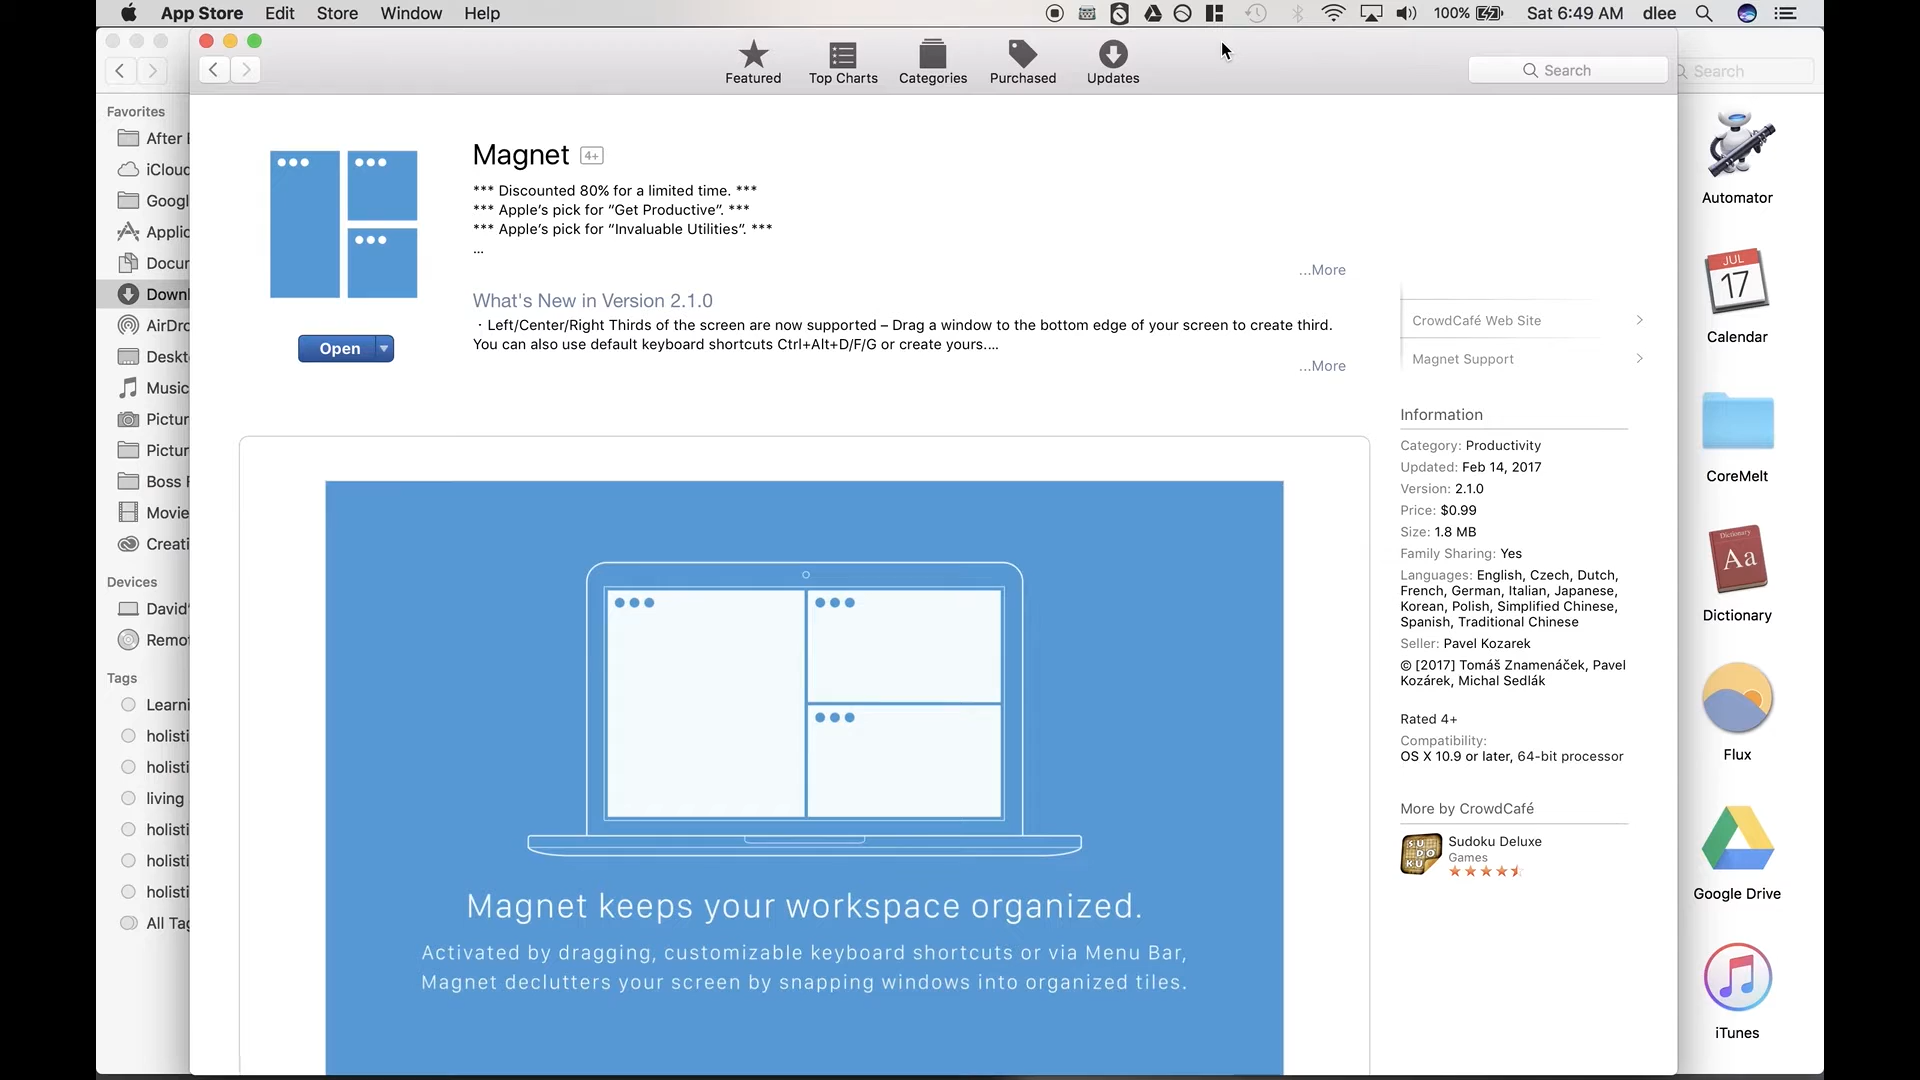 App Store Edit Store Window Help 100% Sat 6:49 AM dlee
Featured
Top Charts
Categories
Purchased
Updates
Search
Search
Favorites
After
iCloud
Googl
Applic
Docur
Downl
AirDro
Deskt
Music
Pictur
Pictur
Boss
Movie
Creati
Devices
David'
Remo
Tags
Learni
holisti
holisti
living
holisti
holisti
holisti
All Tag
Magnet 4+
*** Discounted 80% for a limited time. ***
*** Apple’s pick for “Get Productive”. ***
*** Apple’s pick for “Invaluable Utilities”. ***
...
...More
What's New in Version 2.1.0
· Left/Center/Right Thirds of the screen are now supported – Drag a window to the bottom edge of your screen to create third.
You can also use default keyboard shortcuts Ctrl+Alt+D/F/G or create yours....
...More
Open
Magnet keeps your workspace organized.
Activated by dragging, customizable keyboard shortcuts or via Menu Bar,
Magnet declutters your screen by snapping windows into organized tiles.
CrowdCafé Web Site
Magnet Support
Information
Category: Productivity
Updated: Feb 14, 2017
Version: 2.1.0
Price: $0.99
Size: 1.8 MB
Family Sharing: Yes
Languages: English, Czech, Dutch,
French, German, Italian, Japanese,
Korean, Polish, Simplified Chinese,
Spanish, Traditional Chinese
Seller: Pavel Kozarek
© [2017] Tomáš Znamenáček, Pavel
Kozárek, Michal Sedlák
Rated 4+
Compatibility:
OS X 10.9 or later, 64-bit processor
More by CrowdCafé
SU
DO
KU
Sudoku Deluxe
Games
Automator
JUL
17
Calendar
CoreMelt
Dictionary
Aa
Dictionary
Flux
Google Drive
iTunes